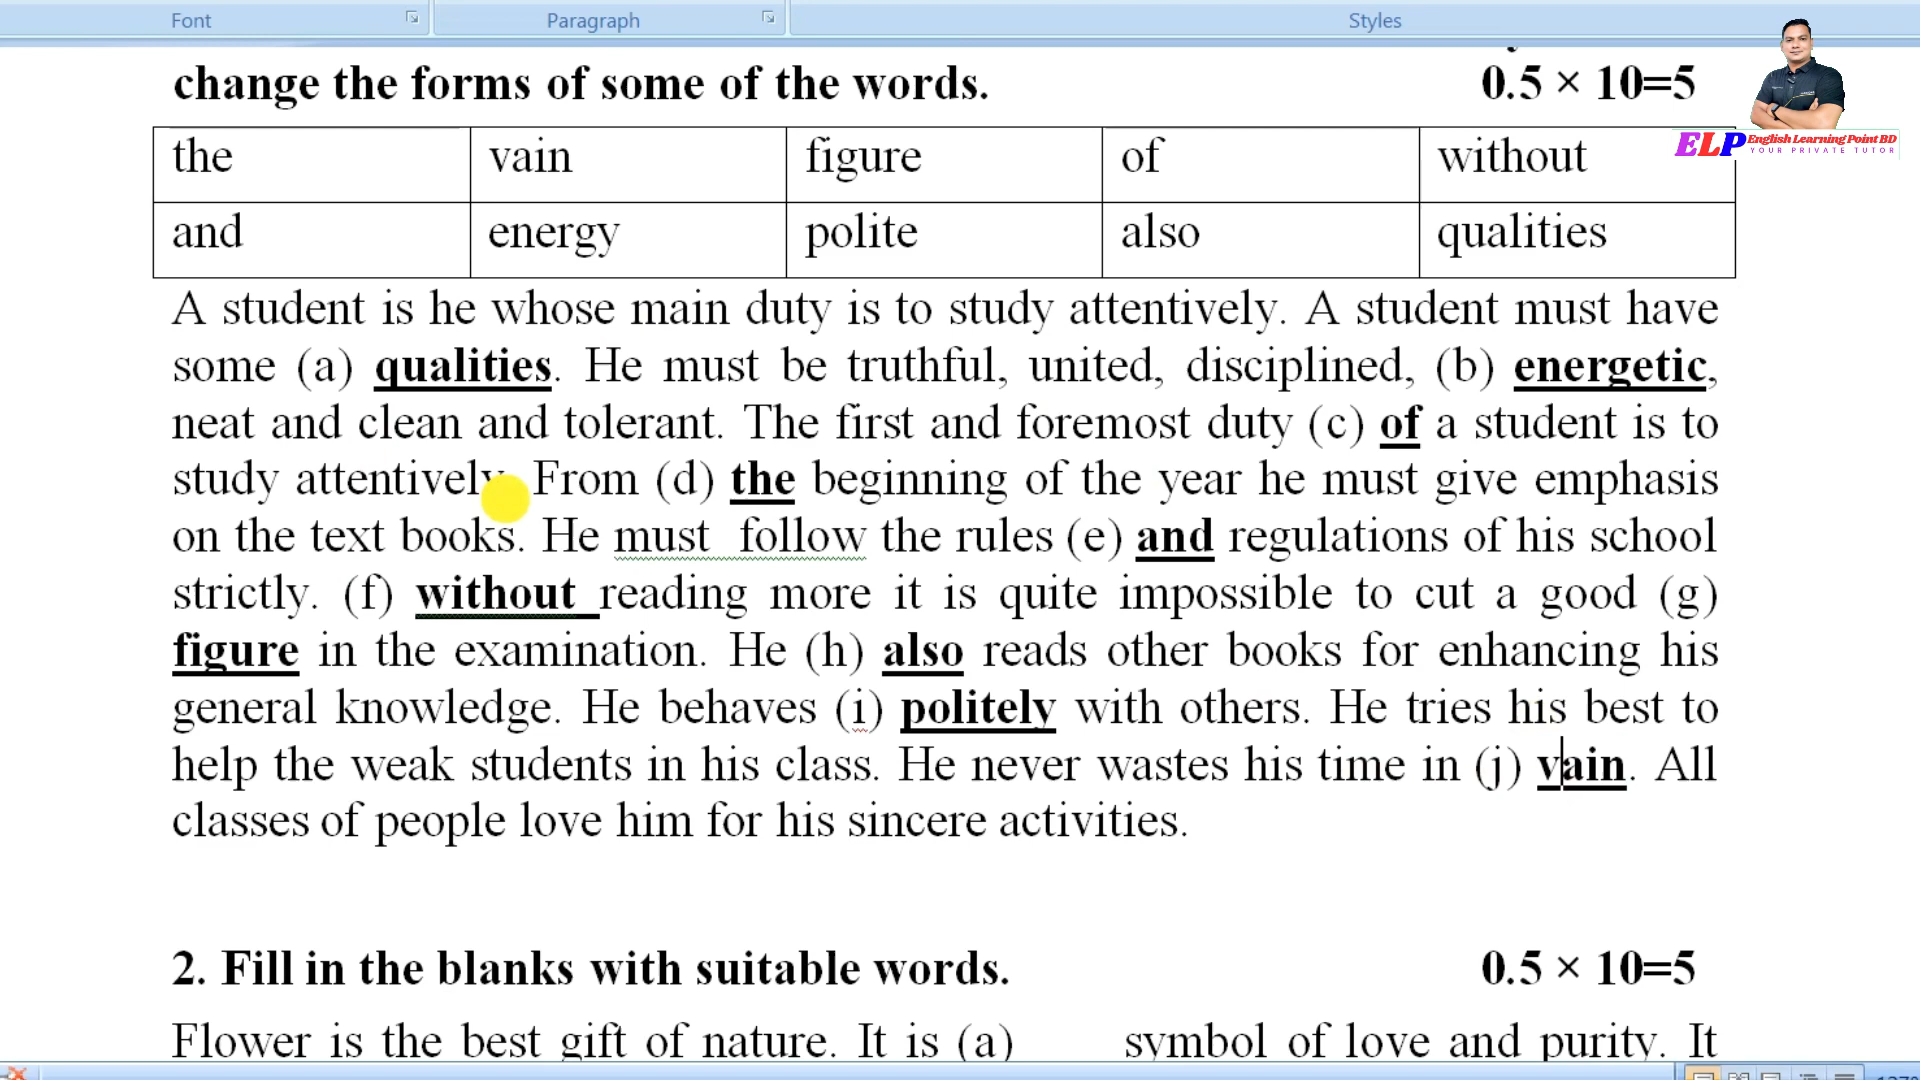 Font Paragraph Styles
change the forms of some of the words. 0.5 × 10=5
ELP English Learning Point BD
YOUR PRIVATE TUTOR
the vain figure of without
and energy polite also qualities
A student is he whose main duty is to study attentively. A student must have
some (a) qualities. He must be truthful, united, disciplined, (b) energetic,
neat and clean and tolerant. The first and foremost duty (c) of a student is to
study attentively. From (d) the beginning of the year he must give emphasis
on the text books. He must follow the rules (e) and regulations of his school
strictly. (f) without reading more it is quite impossible to cut a good (g)
figure in the examination. He (h) also reads other books for enhancing his
general knowledge. He behaves (i) politely with others. He tries his best to
help the weak students in his class. He never wastes his time in (j) vain. All
classes of people love him for his sincere activities.
2. Fill in the blanks with suitable words. 0.5 × 10=5
Flower is the best gift of nature. It is (a) symbol of love and purity. It